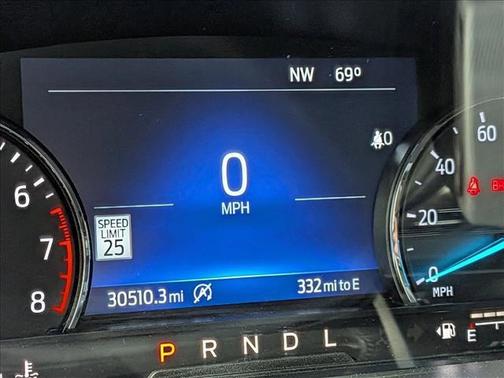 NW 69°
0
MPH
SPEED
LIMIT
25
30510.3 mi 332 mi to E
P R N D L
6
7
8
60
40
20
0
MPH
E